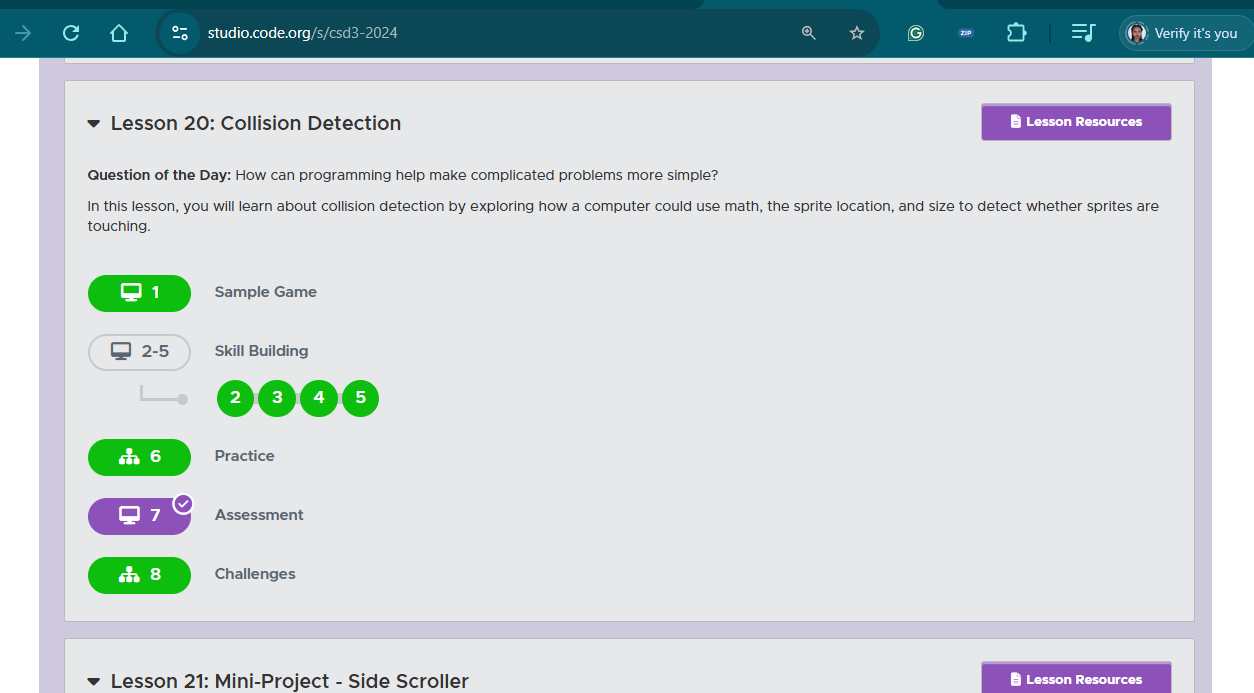 studio.code.org/s/csd3-2024
ZIP
Verify it's you
Lesson 20: Collision Detection
Lesson Resources
Question of the Day: How can programming help make complicated problems more simple?
In this lesson, you will learn about collision detection by exploring how a computer could use math, the sprite location, and size to detect whether sprites are
touching.
1 Sample Game
2-5 Skill Building
2 3 4 5
6 Practice
7 Assessment
8 Challenges
Lesson 21: Mini-Project - Side Scroller
Lesson Resources